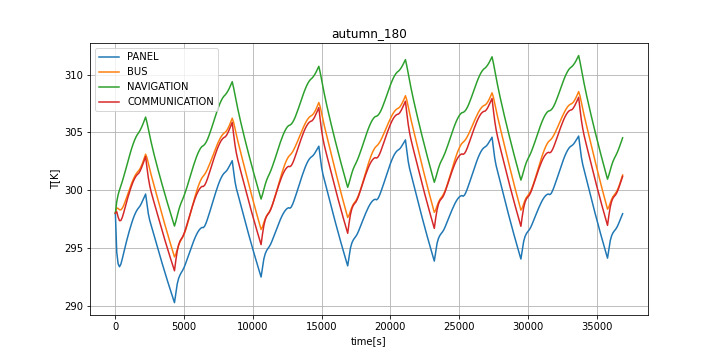 autumn_180
PANEL
BUS
NAVIGATION
COMMUNICATION
T[K]
310
305
300
295
290
0 5000 10000 15000 20000 25000 30000 35000
time[s]